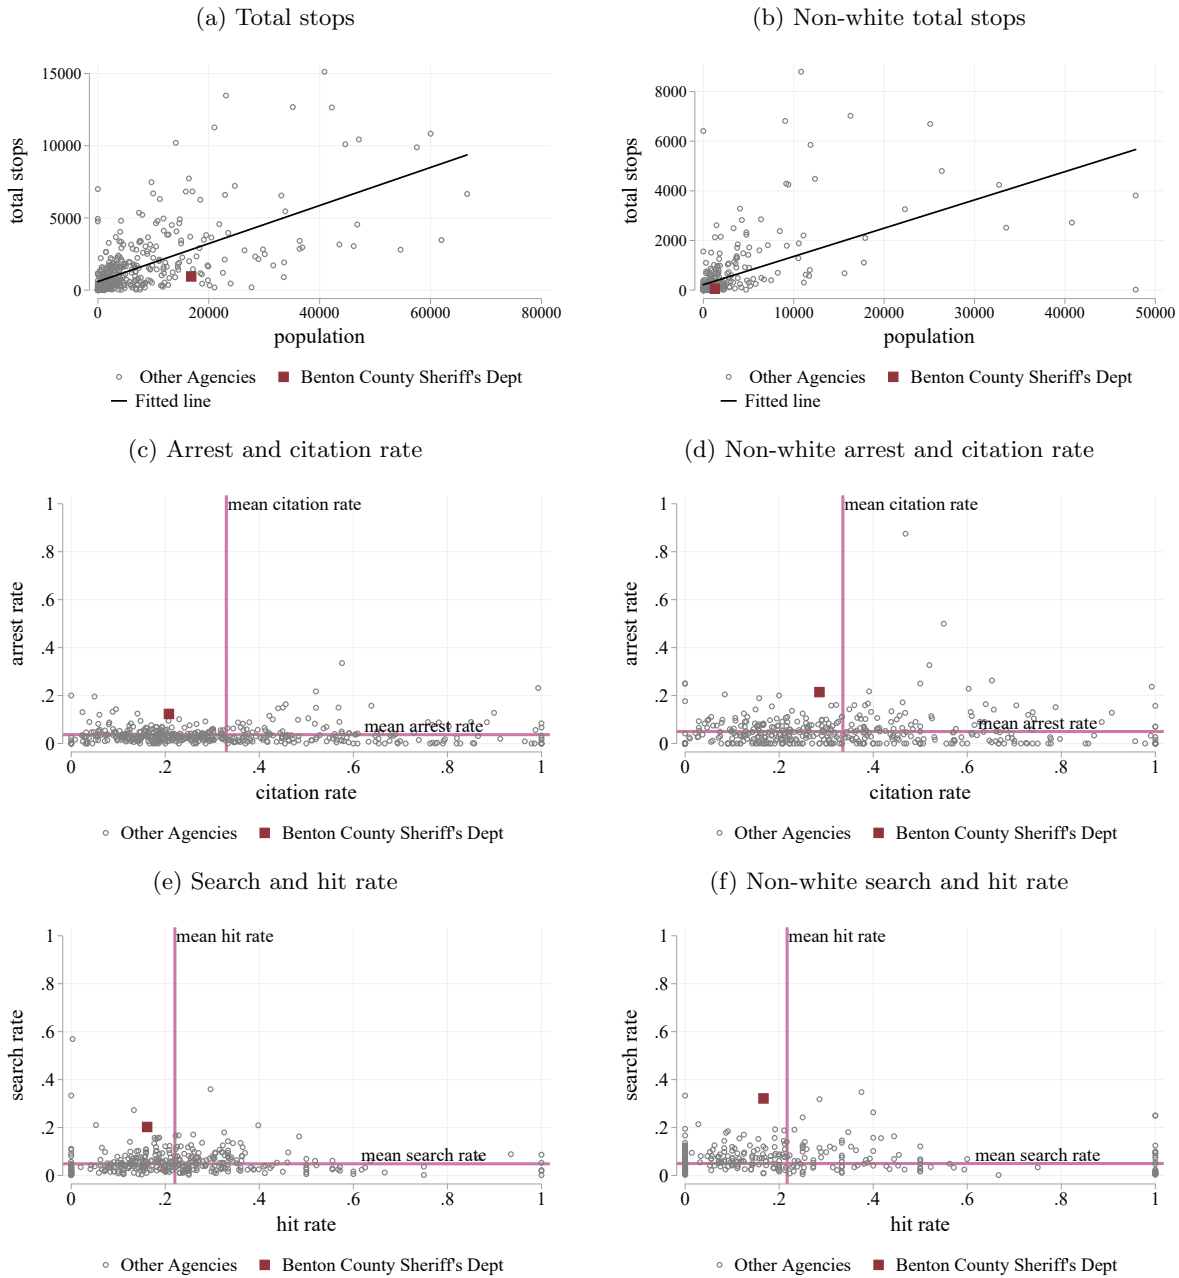 (a) Total stops
(b) Non-white total stops
15000
10000
5000
0
total stops
0
20000
40000
60000
80000
population
Other Agencies
Benton County Sheriff's Dept
Fitted line
8000
6000
4000
2000
0
total stops
0
10000
20000
30000
40000
50000
population
Other Agencies
Benton County Sheriff's Dept
Fitted line
(c) Arrest and citation rate
(d) Non-white arrest and citation rate
1
.8
.6
.4
.2
0
arrest rate
mean citation rate
mean arrest rate
0
.2
.4
.6
.8
1
citation rate
Other Agencies
Benton County Sheriff's Dept
1
.8
.6
.4
.2
0
arrest rate
mean citation rate
mean arrest rate
0
.2
.4
.6
.8
1
citation rate
Other Agencies
Benton County Sheriff's Dept
(e) Search and hit rate
(f) Non-white search and hit rate
1
.8
.6
.4
.2
0
search rate
mean hit rate
mean search rate
0
.2
.4
.6
.8
1
hit rate
Other Agencies
Benton County Sheriff's Dept
1
.8
.6
.4
.2
0
search rate
mean hit rate
mean search rate
0
.2
.4
.6
.8
1
hit rate
Other Agencies
Benton County Sheriff's Dept